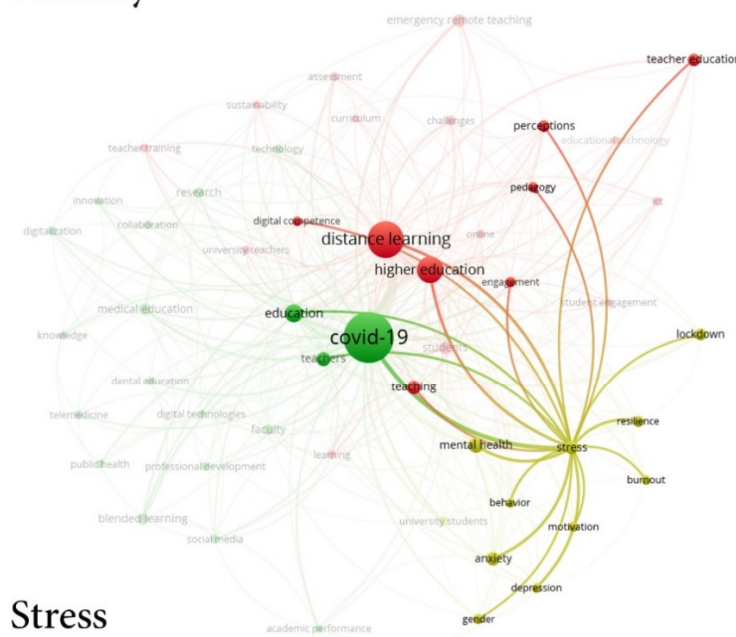 emergency remote teaching
teacher education
assessment
sustainability
curriculum
challenges
perceptions
educational technology
teacher training
technology
pedagogy
research
innovation
ict
digital competence
collaboration
digitalization
distance learning
online
university teachers
higher education
engagement
student engagement
medical education
education
knowledge
covid-19
lockdown
students
teachers
dental education
teaching
telemedicine
digital technologies
resilience
faculty
mental health
stress
learning
public health
professional development
burnout
behavior
blended learning
university students
motivation
social media
anxiety
depression
Stress
gender
academic performance